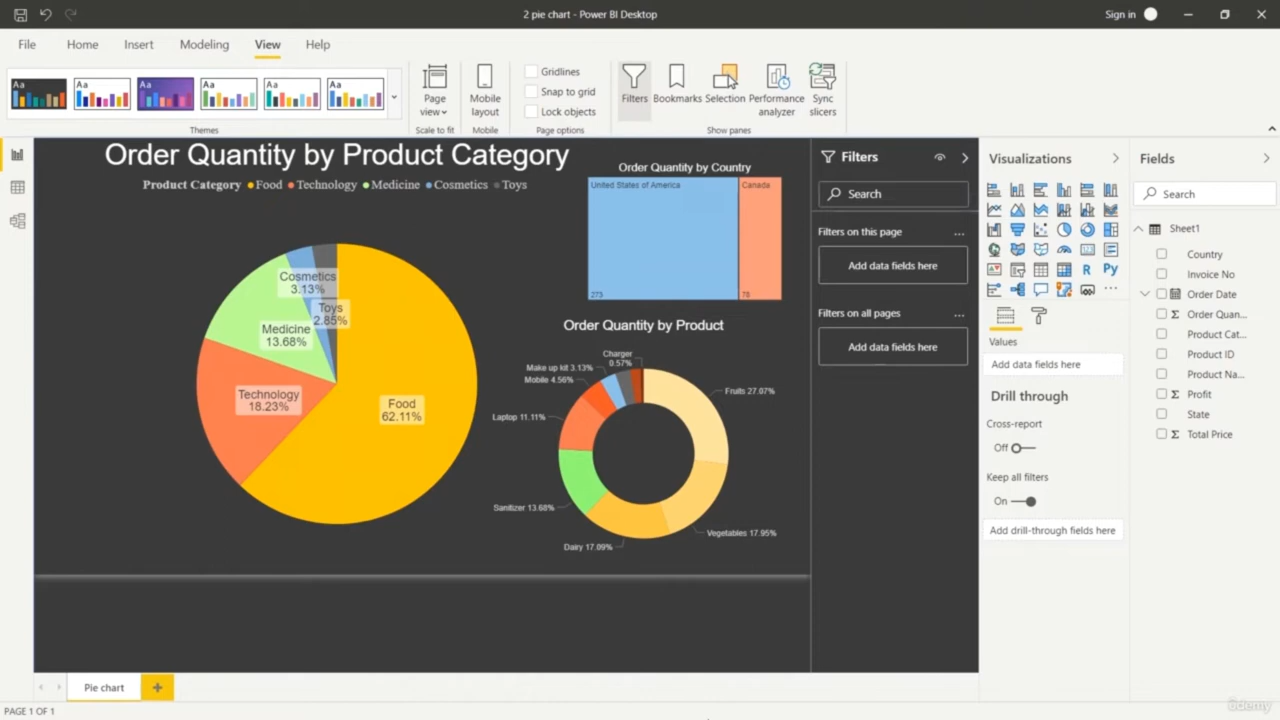 2 pie chart - Power BI Desktop
Sign in
File Home Insert Modeling View Help
Aa Aa Aa Aa Aa Aa
Themes
Page view
Scale to fit
Mobile layout
Mobile
Gridlines
Snap to grid
Lock objects
Page options
Filters
Bookmarks
Selection
Performance analyzer
Sync slicers
Show panes
Order Quantity by Product Category
Product Category Food Technology Medicine Cosmetics Toys
Cosmetics
3.13%
Toys
2.85%
Medicine
13.68%
Technology
18.23%
Food
62.11%
Order Quantity by Country
United States of America
Canada
273
78
Order Quantity by Product
Charger
0.57%
Make up kit 3.13%
Mobile 4.56%
Fruits 27.07%
Laptop 11.11%
Sanitizer 13.68%
Vegetables 17.95%
Dairy 17.09%
Filters
Search
Filters on this page ...
Add data fields here
Filters on all pages ...
Add data fields here
Visualizations
R Py
...
Values
Add data fields here
Drill through
Cross-report
Off
Keep all filters
On
Add drill-through fields here
Fields
Search
Sheet1
Country
Invoice No
Order Date
Σ Order Quan...
Product Cat...
Product ID
Product Na...
Σ Profit
State
Σ Total Price
Pie chart
+
PAGE 1 OF 1
ûdemy